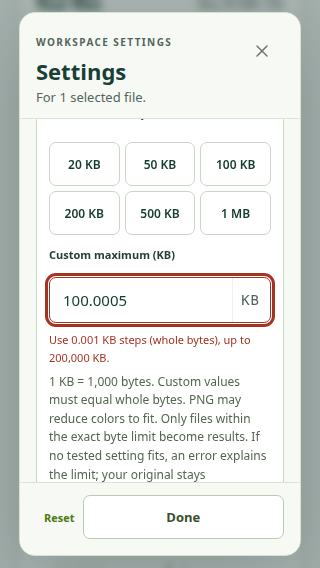 WORKSPACE SETTINGS
Settings
For 1 selected file.
20 KB
50 KB
100 KB
200 KB
500 KB
1 MB
Custom maximum (KB)
100.0005
KB
Use 0.001 KB steps (whole bytes), up to
200,000 KB.
1 KB = 1,000 bytes. Custom values
must equal whole bytes. PNG may
reduce colors to fit. Only files within
the exact byte limit become results. If
no tested setting fits, an error explains
the limit; your original stays
Reset
Done